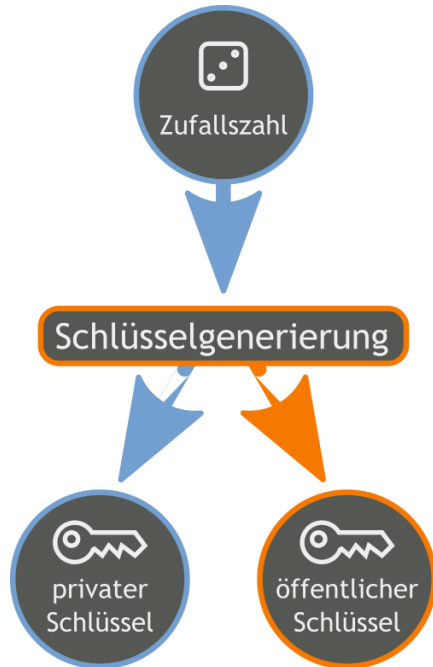 Zufallszahl
Schlüsselgenerierung
privater
Schlüssel
öffentlicher
Schlüssel